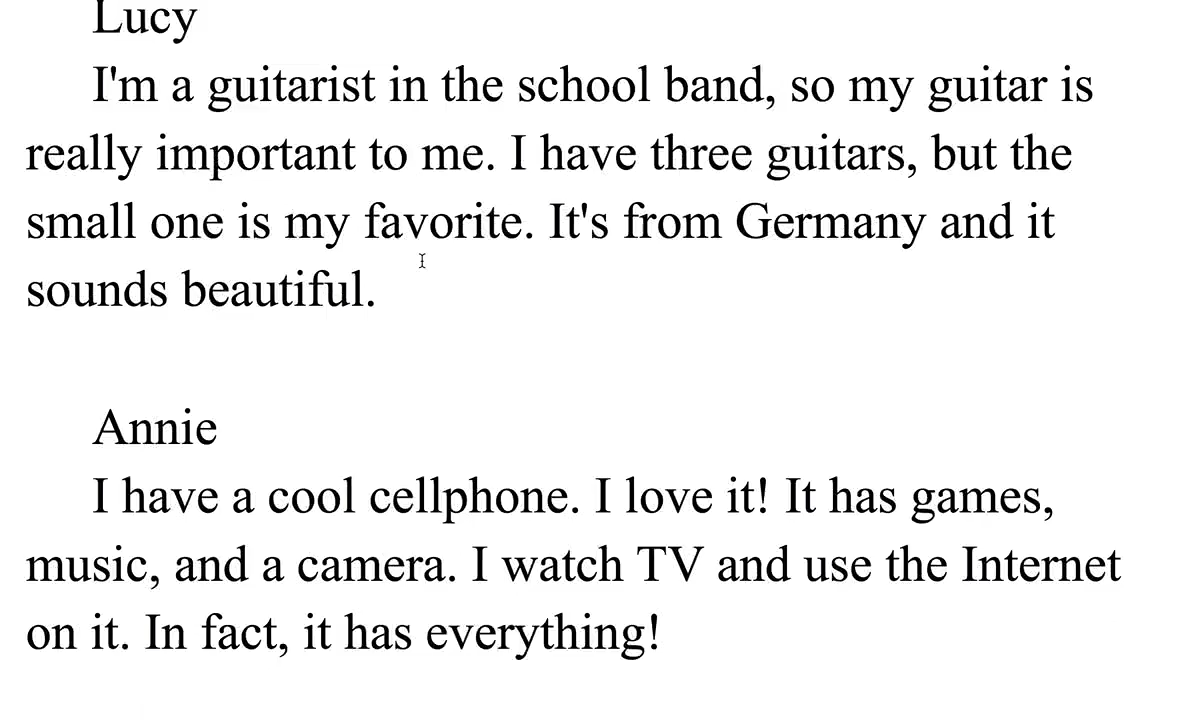 Lucy
I'm a guitarist in the school band, so my guitar is
really important to me. I have three guitars, but the
small one is my favorite. It's from Germany and it
sounds beautiful.
Annie
I have a cool cellphone. I love it! It has games,
music, and a camera. I watch TV and use the Internet
on it. In fact, it has everything!